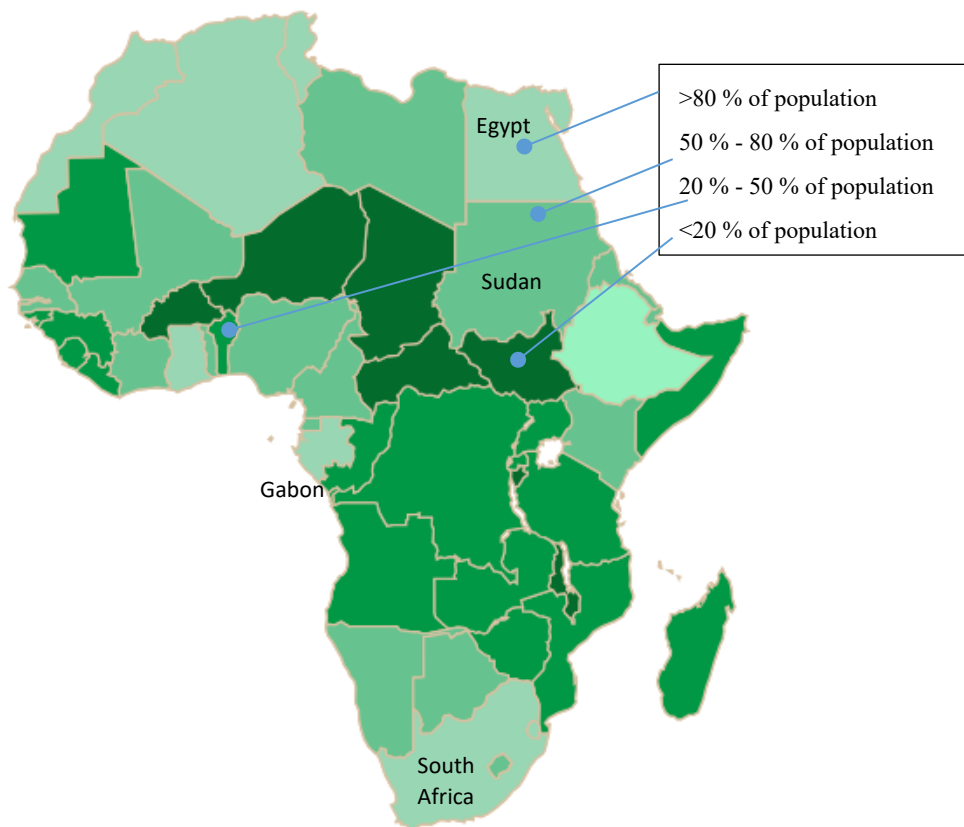 >80 % of population
Egypt
50 % - 80 % of population
20 % - 50 % of population
<20 % of population
Sudan
Gabon
South
Africa